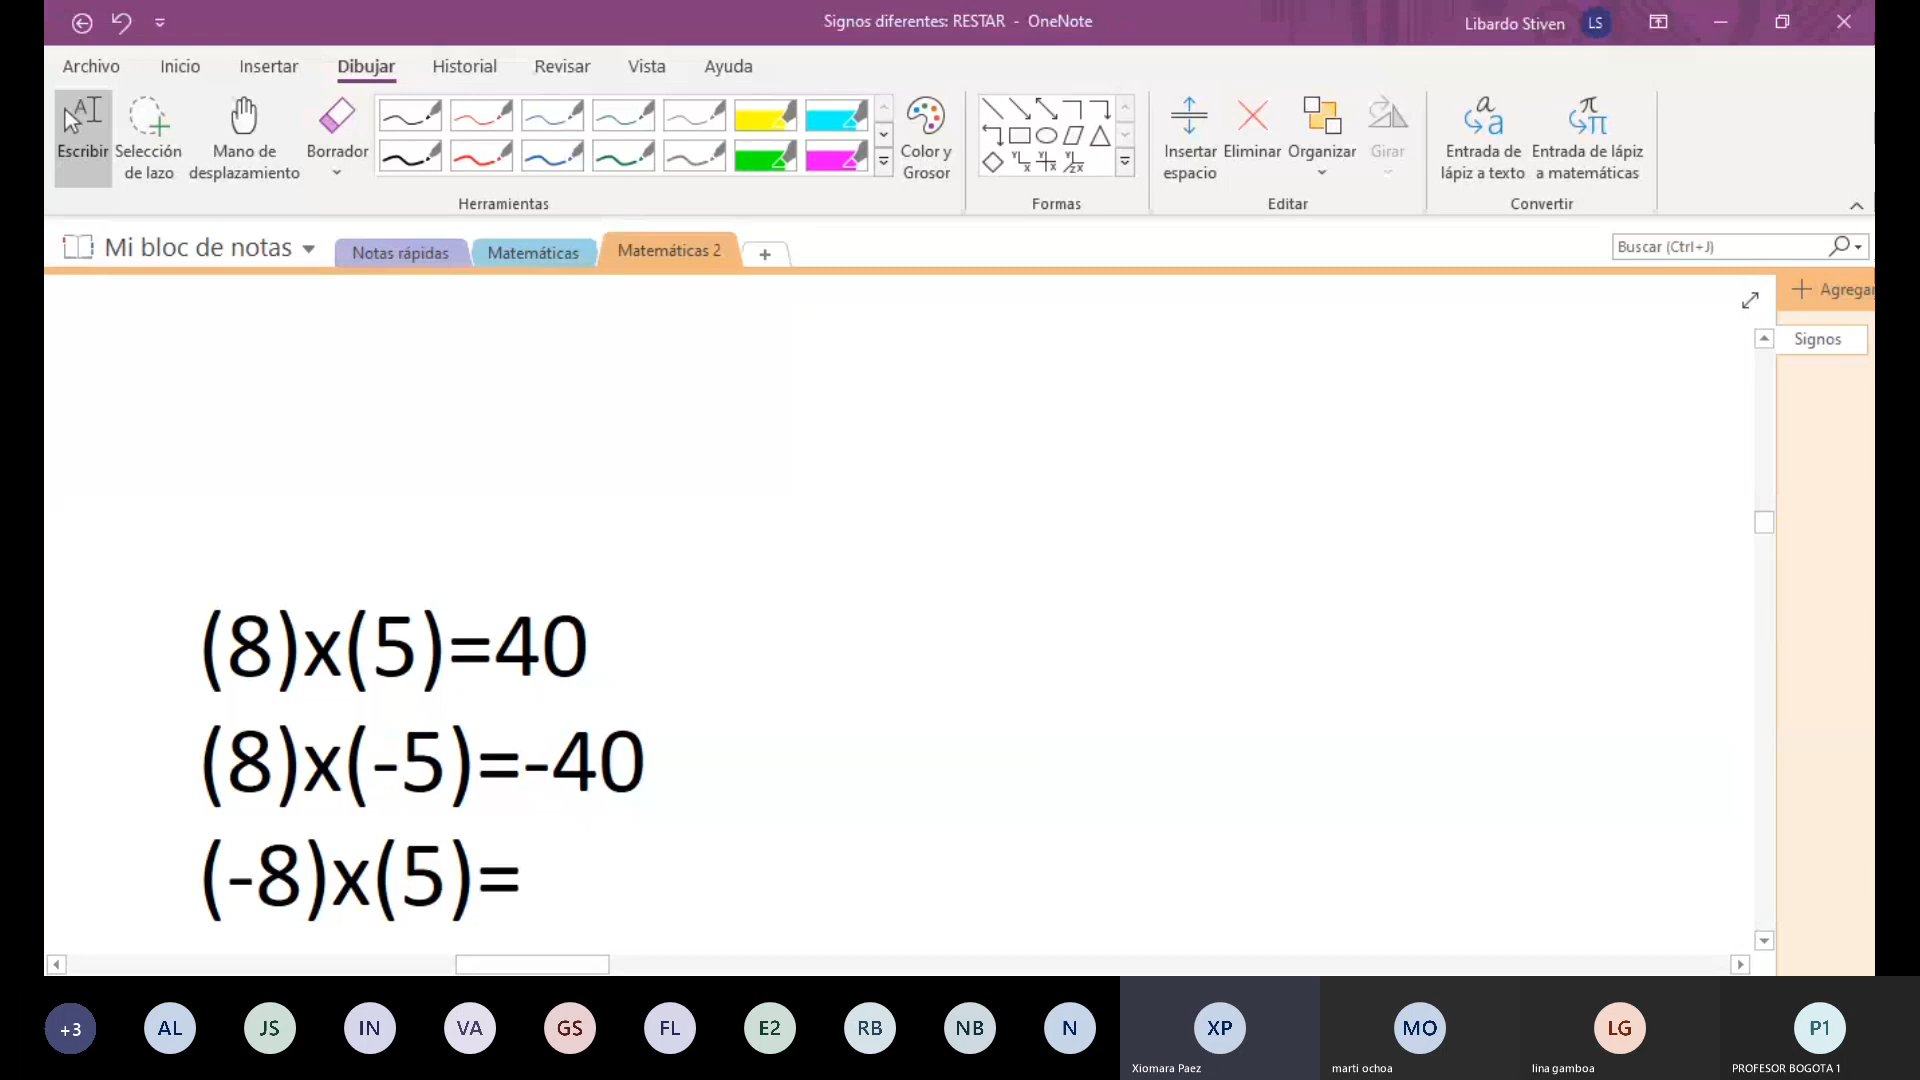 Signos diferentes: RESTAR - OneNote
Libardo Stiven LS
Archivo Inicio Insertar Dibujar Historial Revisar Vista Ayuda
Escribir
Selección de lazo
Mano de desplazamiento
Borrador
Color y Grosor
Insertar espacio
Eliminar
Organizar
Girar
Entrada de lápiz a texto
Entrada de lápiz a matemáticas
Herramientas Formas Editar Convertir
Mi bloc de notas
Notas rápidas Matemáticas Matemáticas 2 +
Buscar (Ctrl+J)
Agregar
Signos
(8)x(5)=40
(8)x(-5)=-40
(-8)x(5)=
+3 AL JS IN VA GS FL E2 RB NB N XP MO LG P1
Xiomara Paez marti ochoa lina gamboa PROFESOR BOGOTA 1